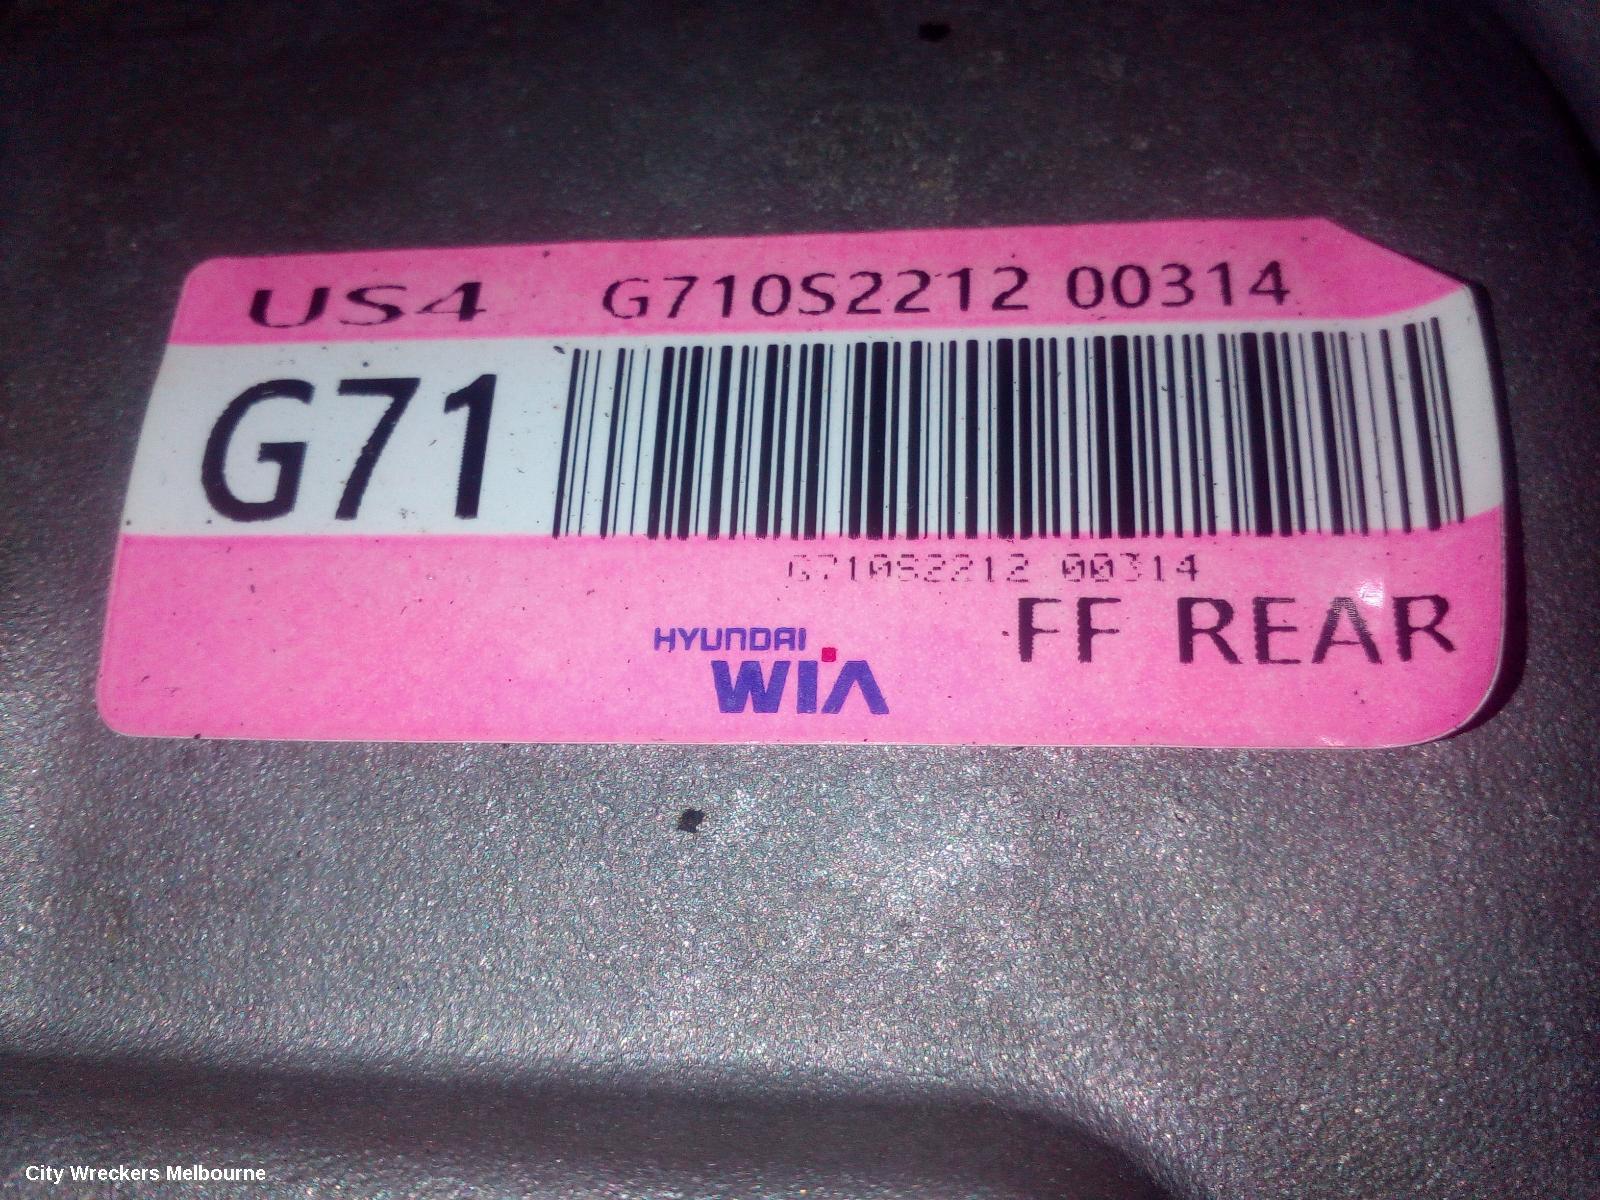 US4 G710S2212 00314
G71
G710S2212 00314
FF REAR
HYUNDAI
WIA
City Wreckers Melbourne